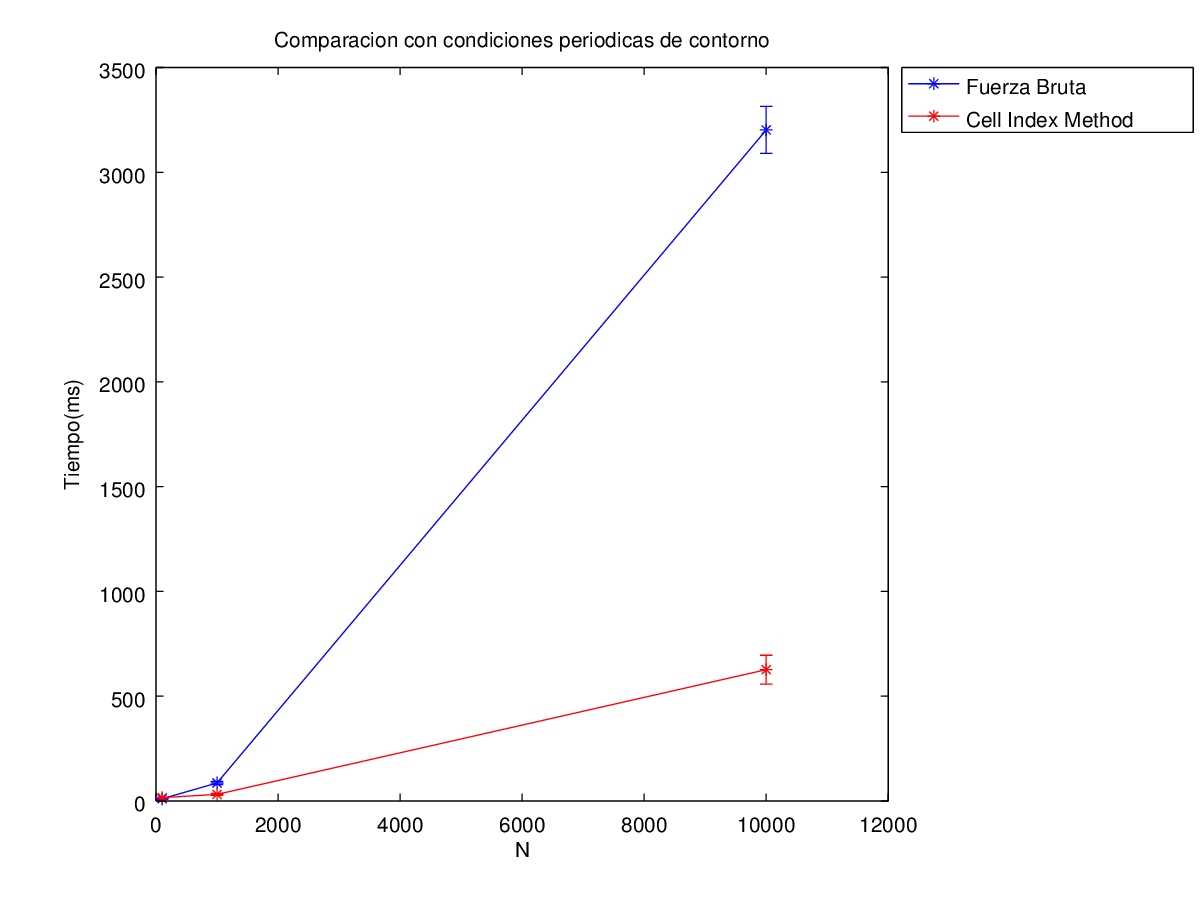 Comparacion con condiciones periodicas de contorno
Fuerza Bruta
Cell Index Method
3500
3000
2500
2000
1500
1000
500
0
Tiempo(ms)
0 2000 4000 6000 8000 10000 12000
N